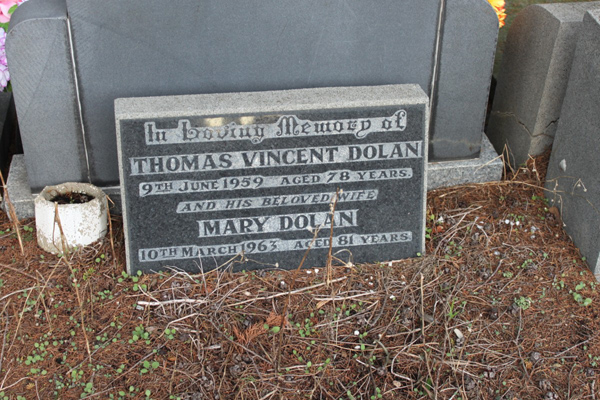 In Loving Memory of
THOMAS VINCENT DOLAN
9TH JUNE 1959 AGED 78 YEARS.
AND HIS BELOVED WIFE
MARY DOLAN
10TH MARCH 1963 AGED 81 YEARS.